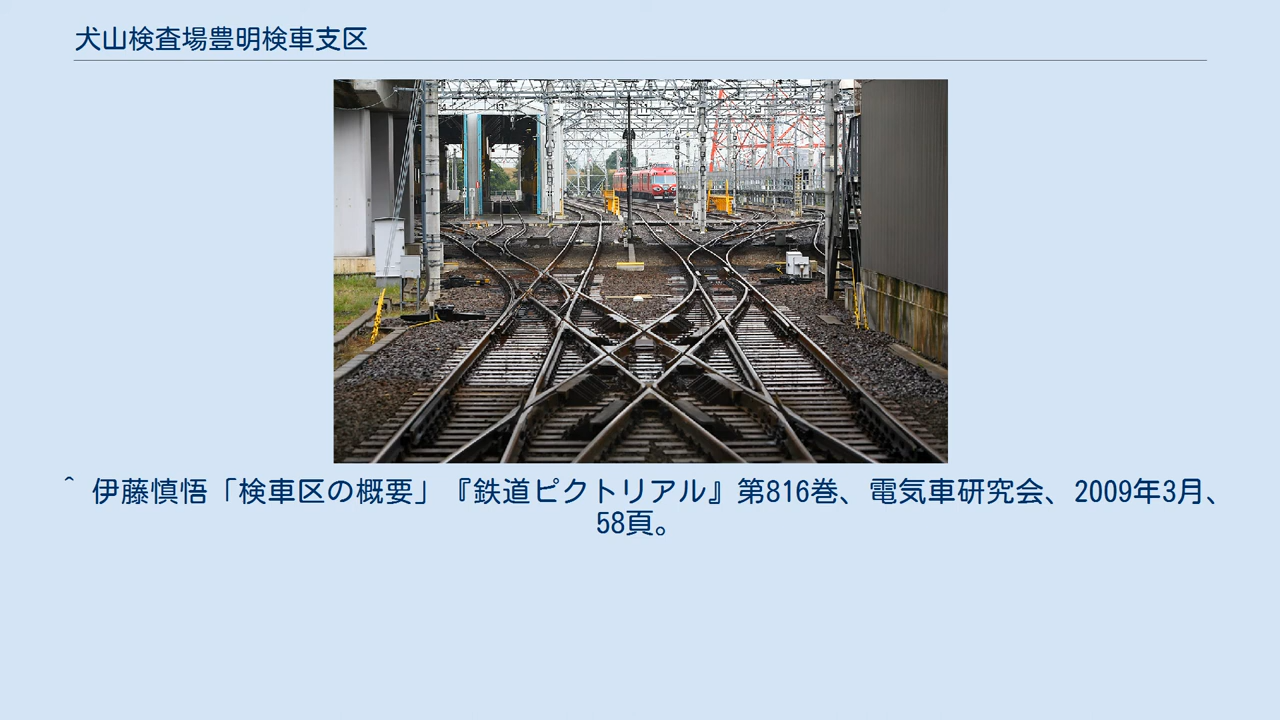 犬山検査場豊明検車支区
^ 伊藤慎悟「検車区の概要」『鉄道ピクトリアル』第816巻、電気車研究会、2009年3月、
58頁。